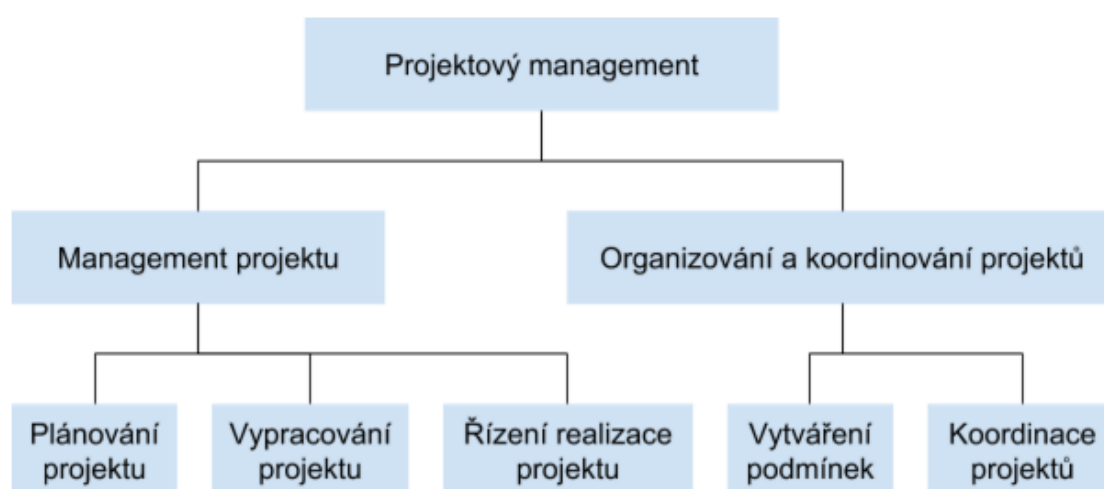 Projektový management
Management projektu
Organizování a koordinování projektů
Plánování
projektu
Vypracování
projektu
Řízení realizace
projektu
Vytváření
podmínek
Koordinace
projektů